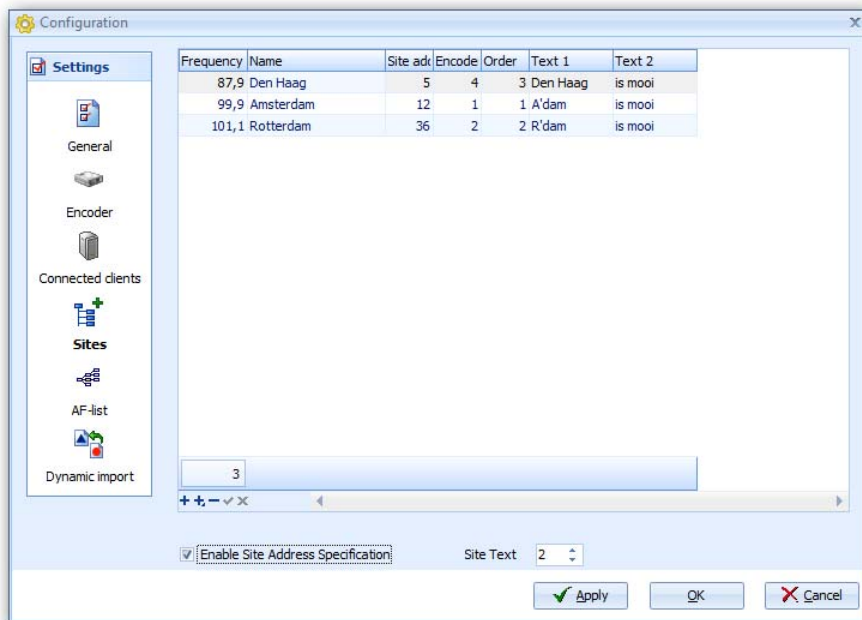 Configuration
Settings
General
Encoder
Connected clients
Sites
AF-list
Dynamic import
Frequency Name Site adc Encode Order Text 1 Text 2
87,9 Den Haag 5 4 3 Den Haag is mooi
99,9 Amsterdam 12 1 1 A'dam is mooi
101,1 Rotterdam 36 2 2 R'dam is mooi
3
Enable Site Address Specification Site Text 2
Apply OK Cancel